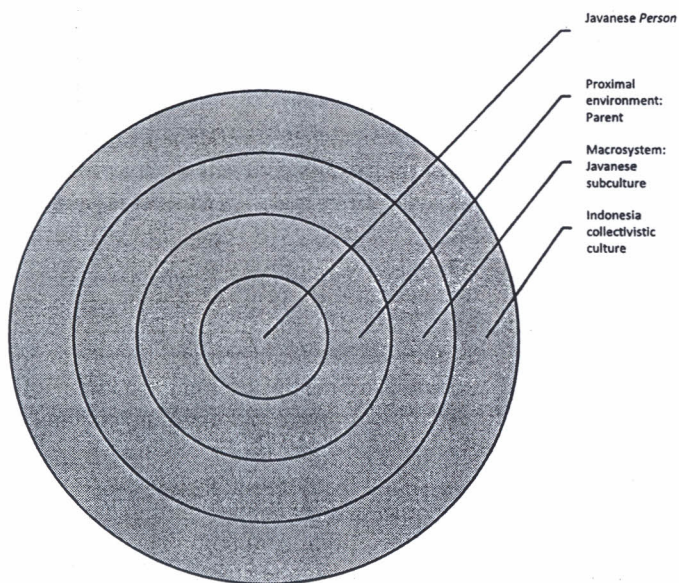 Javanese Person
Proximal
environment:
Parent
Macrosystem:
Javanese
subculture
Indonesia
collectivistic
culture